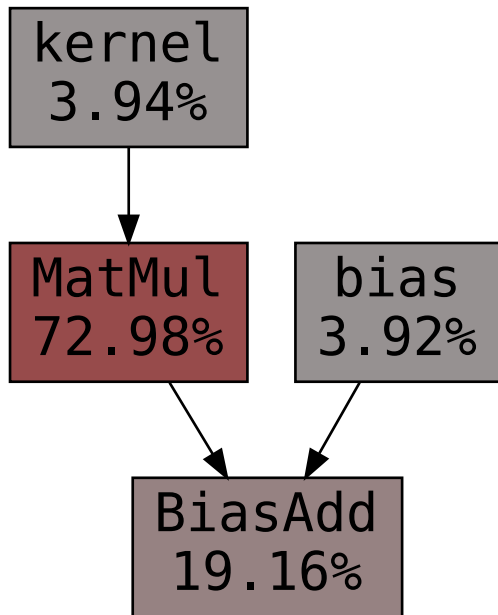 kernel
3.94%
MatMul
72.98%
bias
3.92%
BiasAdd
19.16%